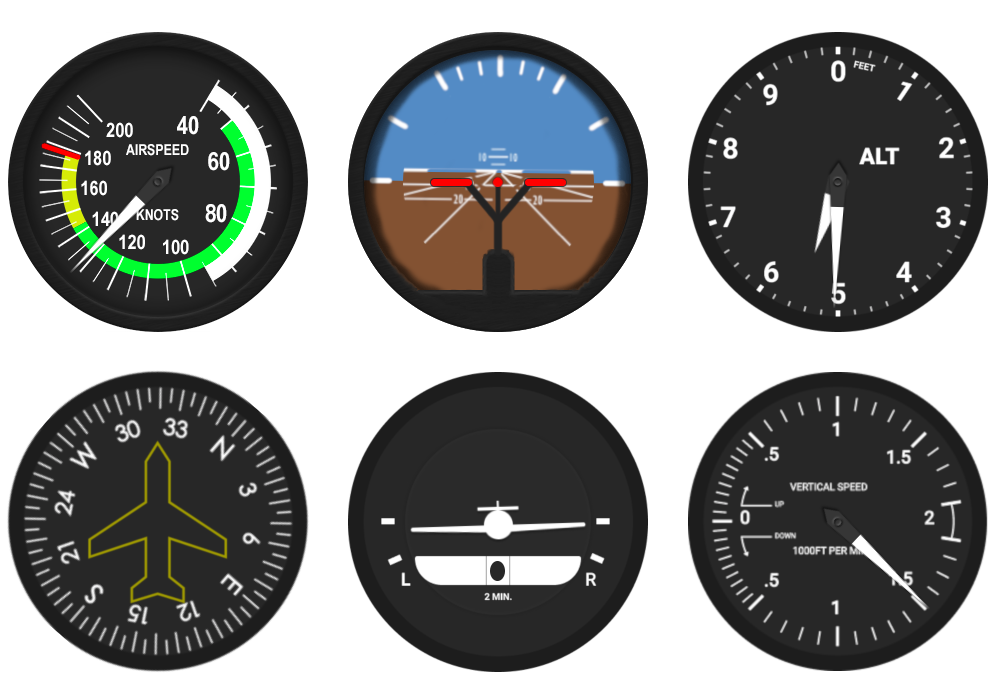 200
40
AIRSPEED
180
60
160
140
KNOTS
80
120
100
10 10
20 20
0
FEET
9
1
8
ALT
2
7
3
6
4
5
30
33
W
N
24
3
21
6
S
E
15
12
L
R
2 MIN.
1
.5
1.5
VERTICAL SPEED
UP
0
2
DOWN
1000FT PER MIN
.5
1.5
1